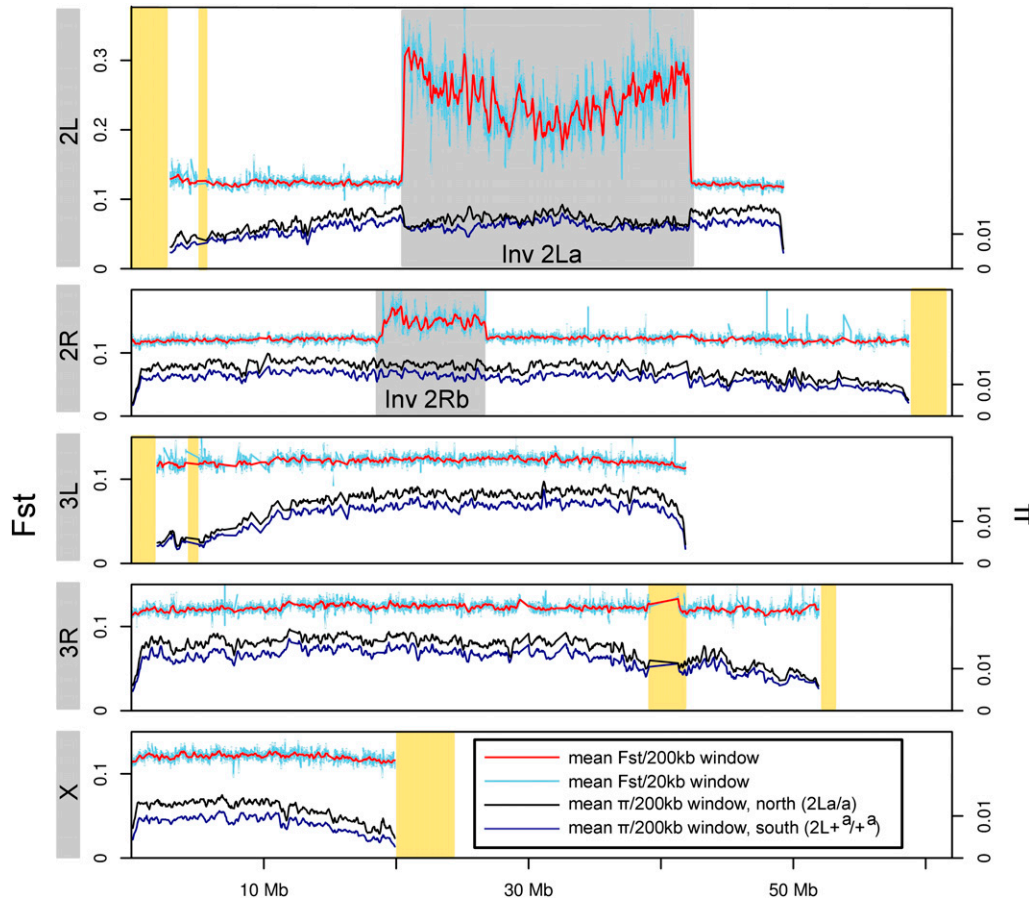 Fst
π
2L
0.3
0.2
0.1
0
0.01
0
Inv 2La
2R
0.1
0
0.01
0
Inv 2Rb
3L
0.1
0
0.01
0
3R
0.1
0
0.01
0
X
0.1
0
0.01
0
mean Fst/200kb window
mean Fst/20kb window
mean π/200kb window, north (2La/a)
mean π/200kb window, south (2L+ᵃ/+ᵃ)
10 Mb
30 Mb
50 Mb